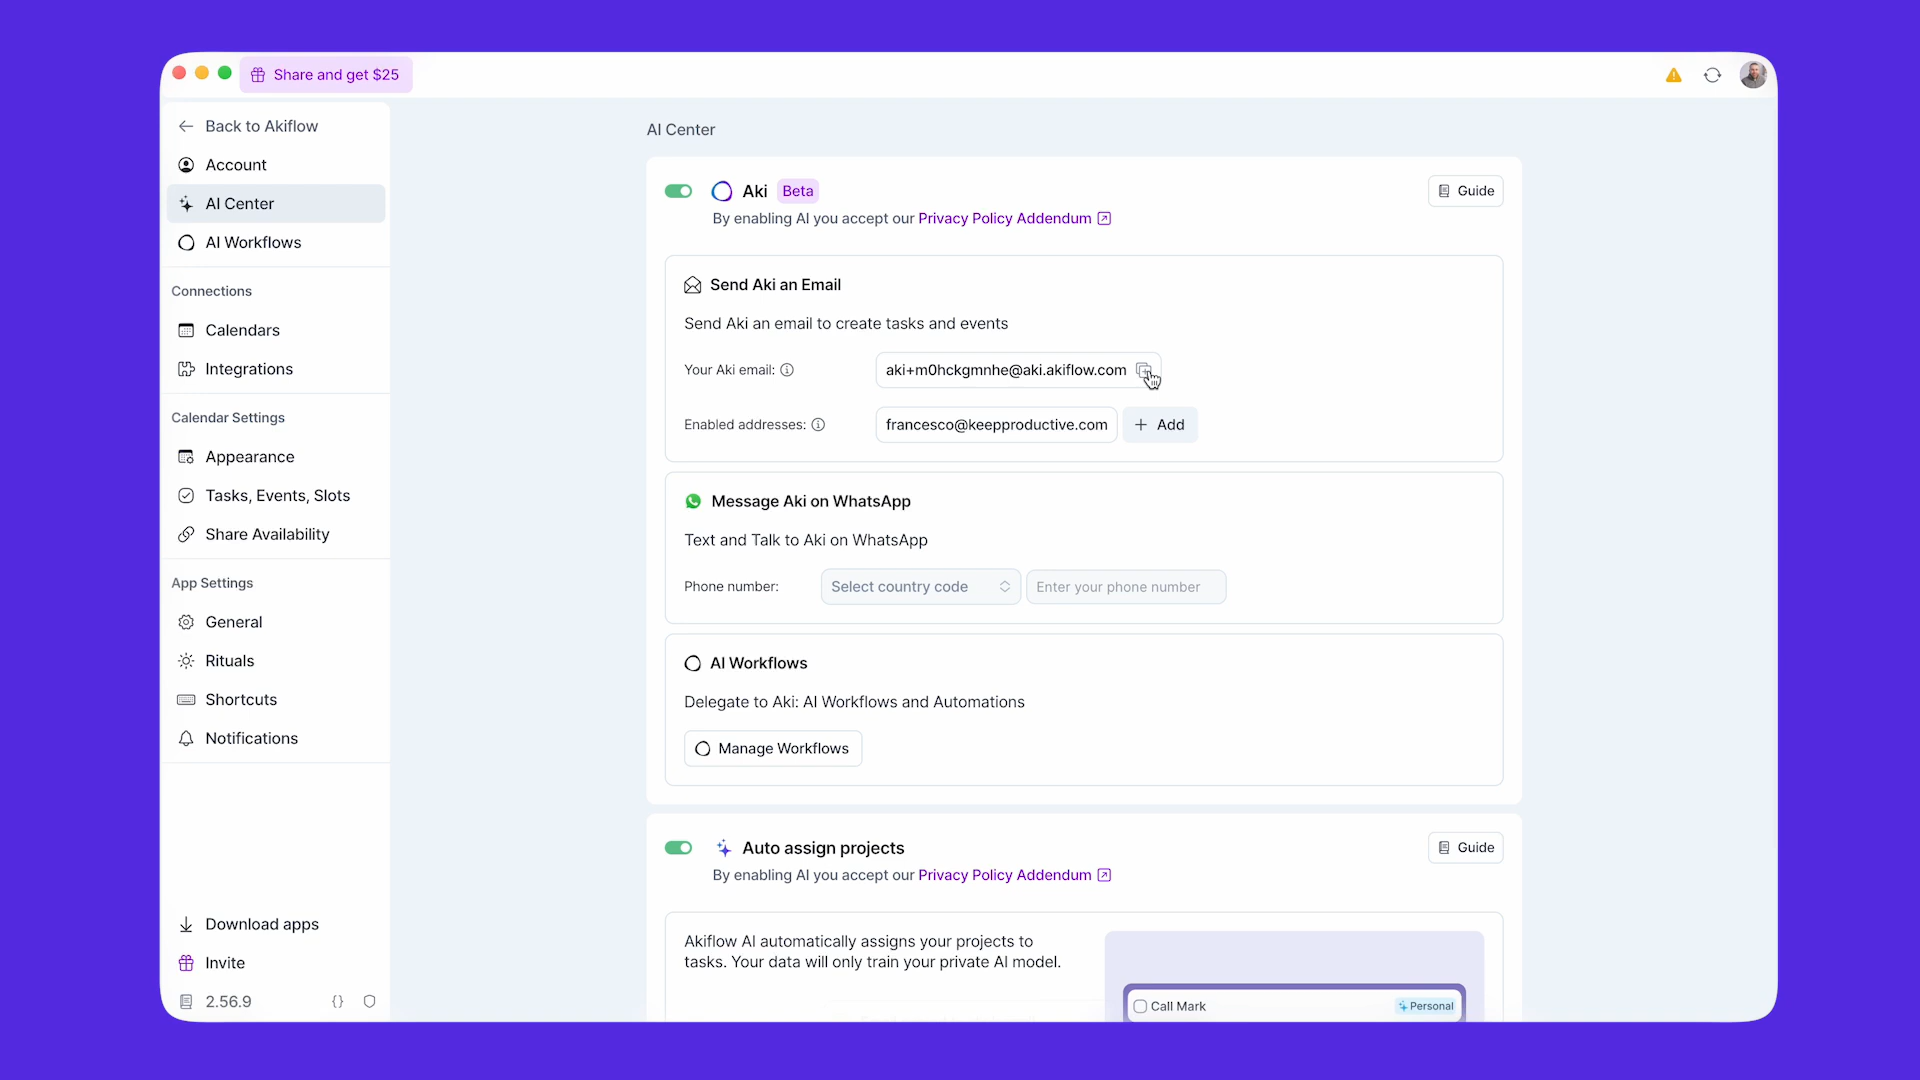 Share and get $25
Back to Akiflow
Account
AI Center
AI Workflows
Connections
Calendars
Integrations
Calendar Settings
Appearance
Tasks, Events, Slots
Share Availability
App Settings
General
Rituals
Shortcuts
Notifications
Download apps
Invite
2.56.9
{}
AI Center
Aki Beta
Guide
By enabling AI you accept our Privacy Policy Addendum
Send Aki an Email
Send Aki an email to create tasks and events
Your Aki email: aki+m0hckgmnhe@aki.akiflow.com
Enabled addresses: francesco@keepproductive.com + Add
Message Aki on WhatsApp
Text and Talk to Aki on WhatsApp
Phone number: Select country code Enter your phone number
AI Workflows
Delegate to Aki: AI Workflows and Automations
Manage Workflows
Auto assign projects
Guide
By enabling AI you accept our Privacy Policy Addendum
Akiflow AI automatically assigns your projects to
tasks. Your data will only train your private AI model.
Call Mark Personal